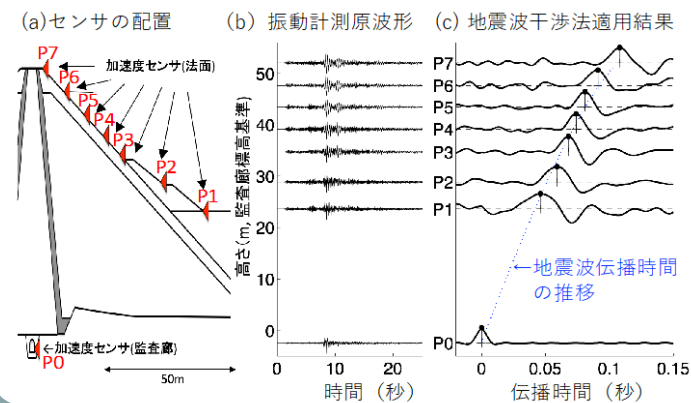 (a)センサの配置
(b) 振動計測原波形
(c) 地震波干渉法適用結果
P7
加速度センサ(法面)
P6
P5
P4
P3
P2
P1
←加速度センサ(監査廊)
P0
50m
高さ(m, 監査廊標高基準)
50
40
30
20
10
0
0
10
20
時間（秒）
P7
P6
P5
P4
P3
P2
P1
P0
←地震波伝播時間
の推移
0
0.05
0.1
0.15
伝播時間（秒）